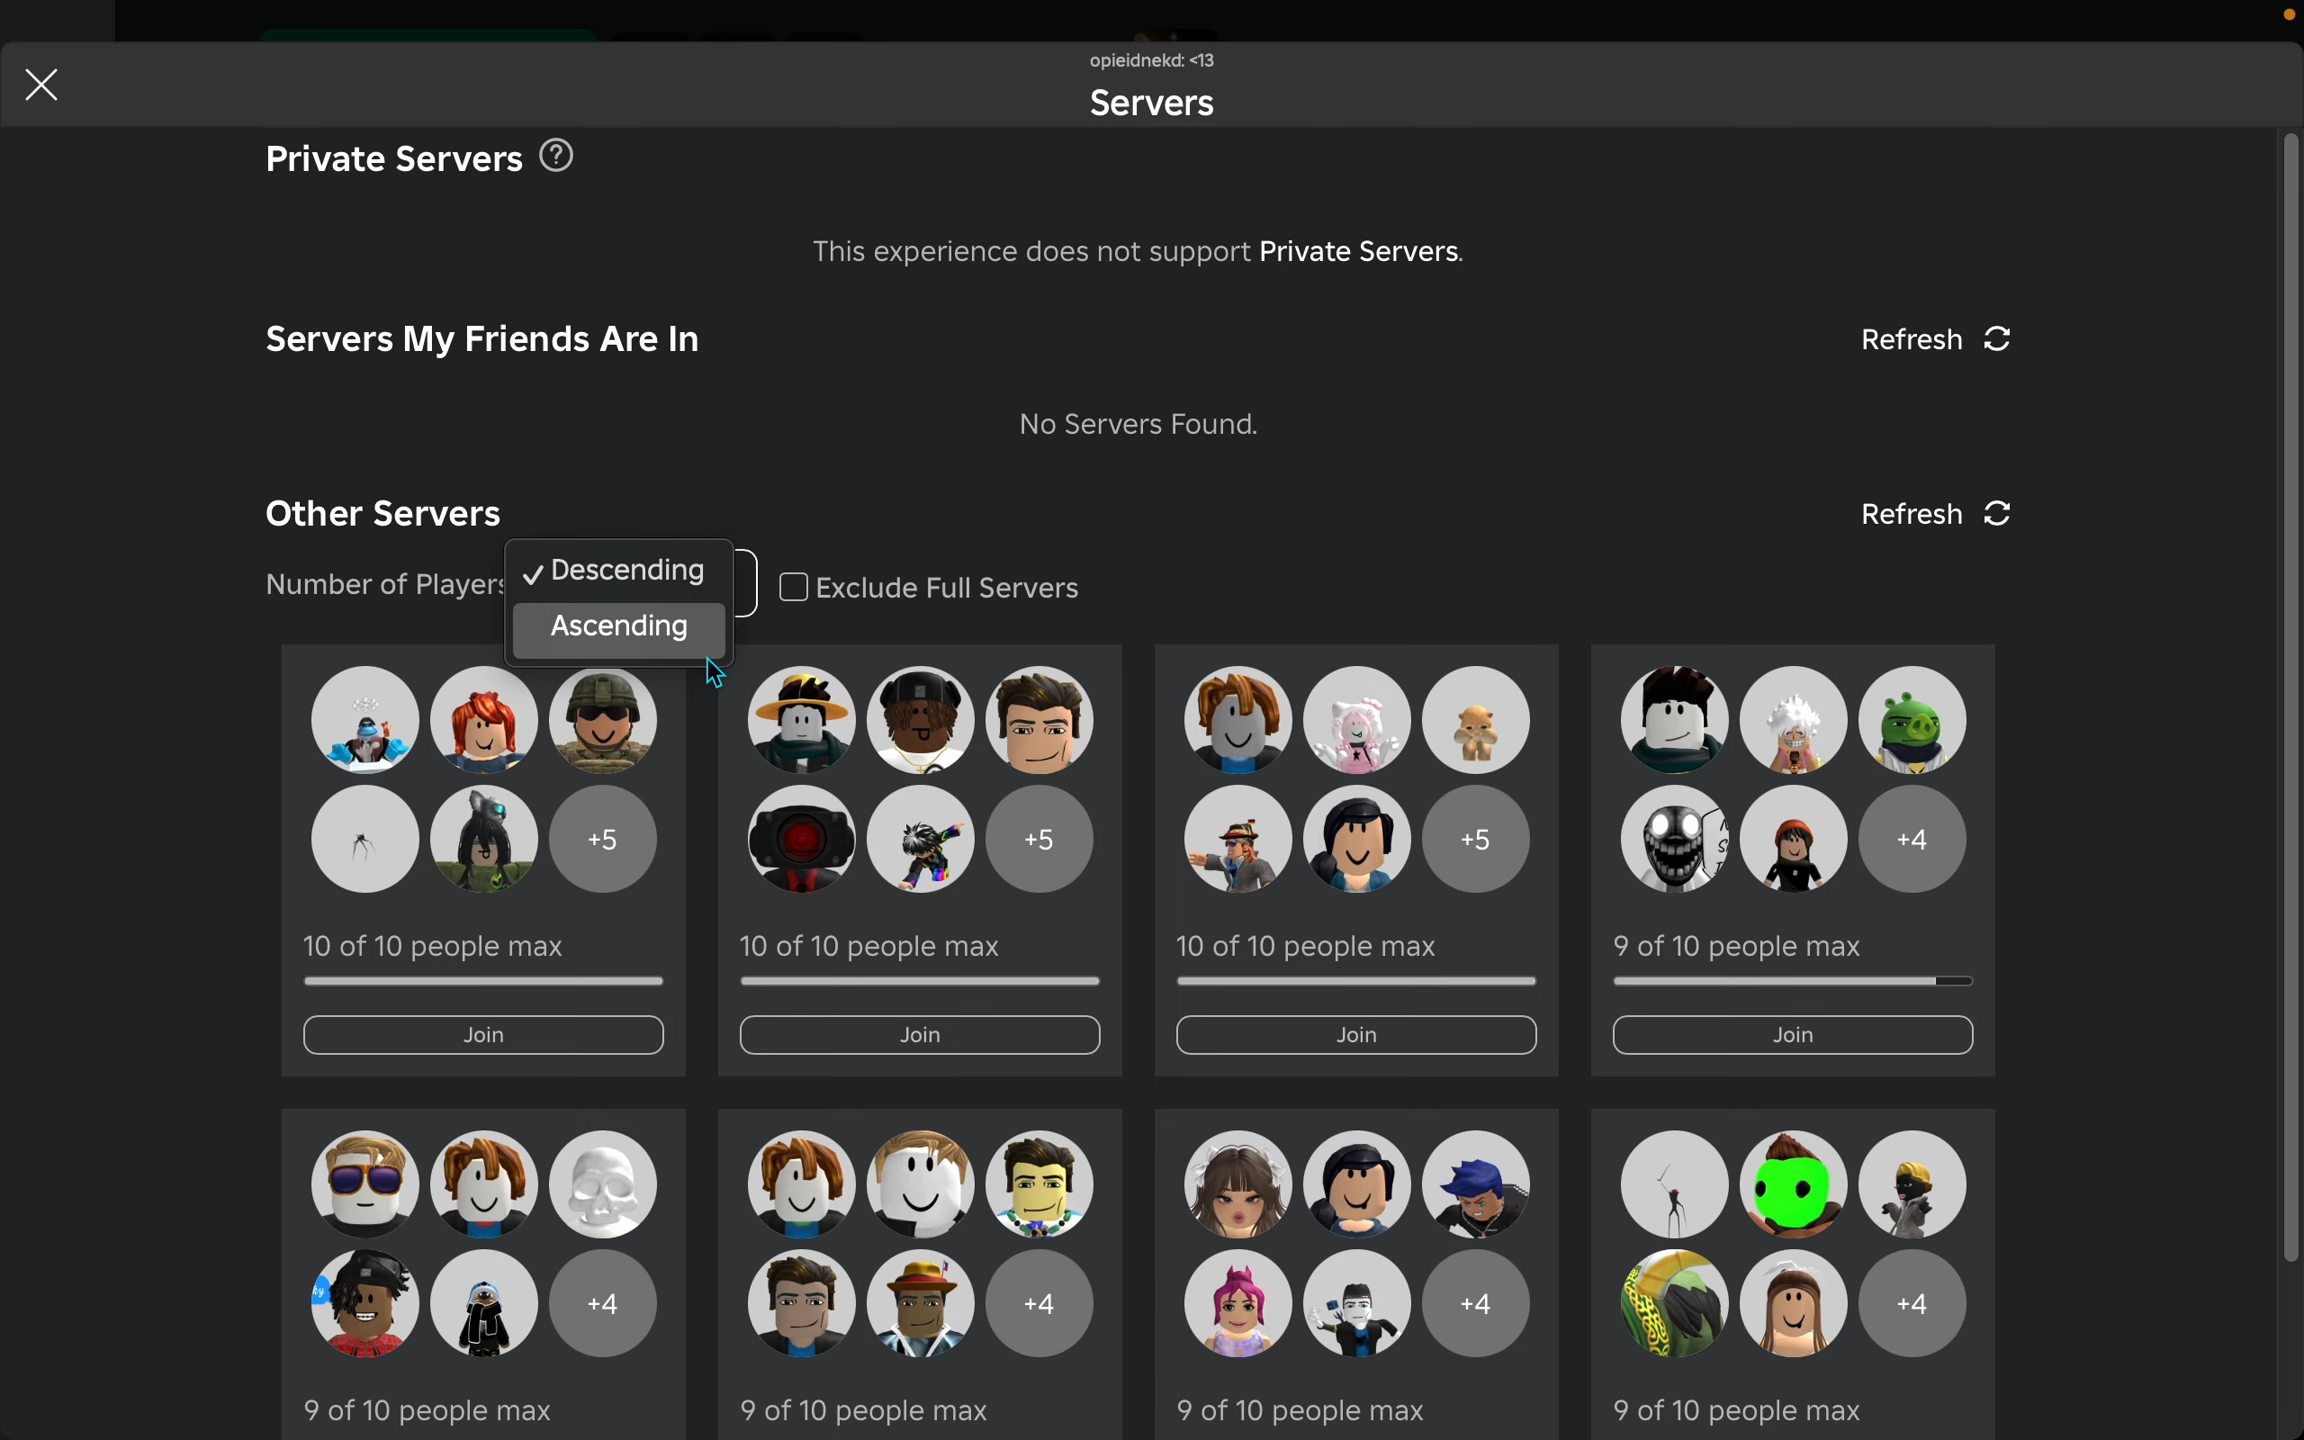 opieidnekd: <13
Servers
Private Servers
This experience does not support Private Servers.
Servers My Friends Are In
Refresh
No Servers Found.
Other Servers
Refresh
Number of Players
✓ Descending
Ascending
Exclude Full Servers
+5
+5
+5
+4
10 of 10 people max
10 of 10 people max
10 of 10 people max
9 of 10 people max
Join
Join
Join
Join
+4
+4
+4
+4
9 of 10 people max
9 of 10 people max
9 of 10 people max
9 of 10 people max